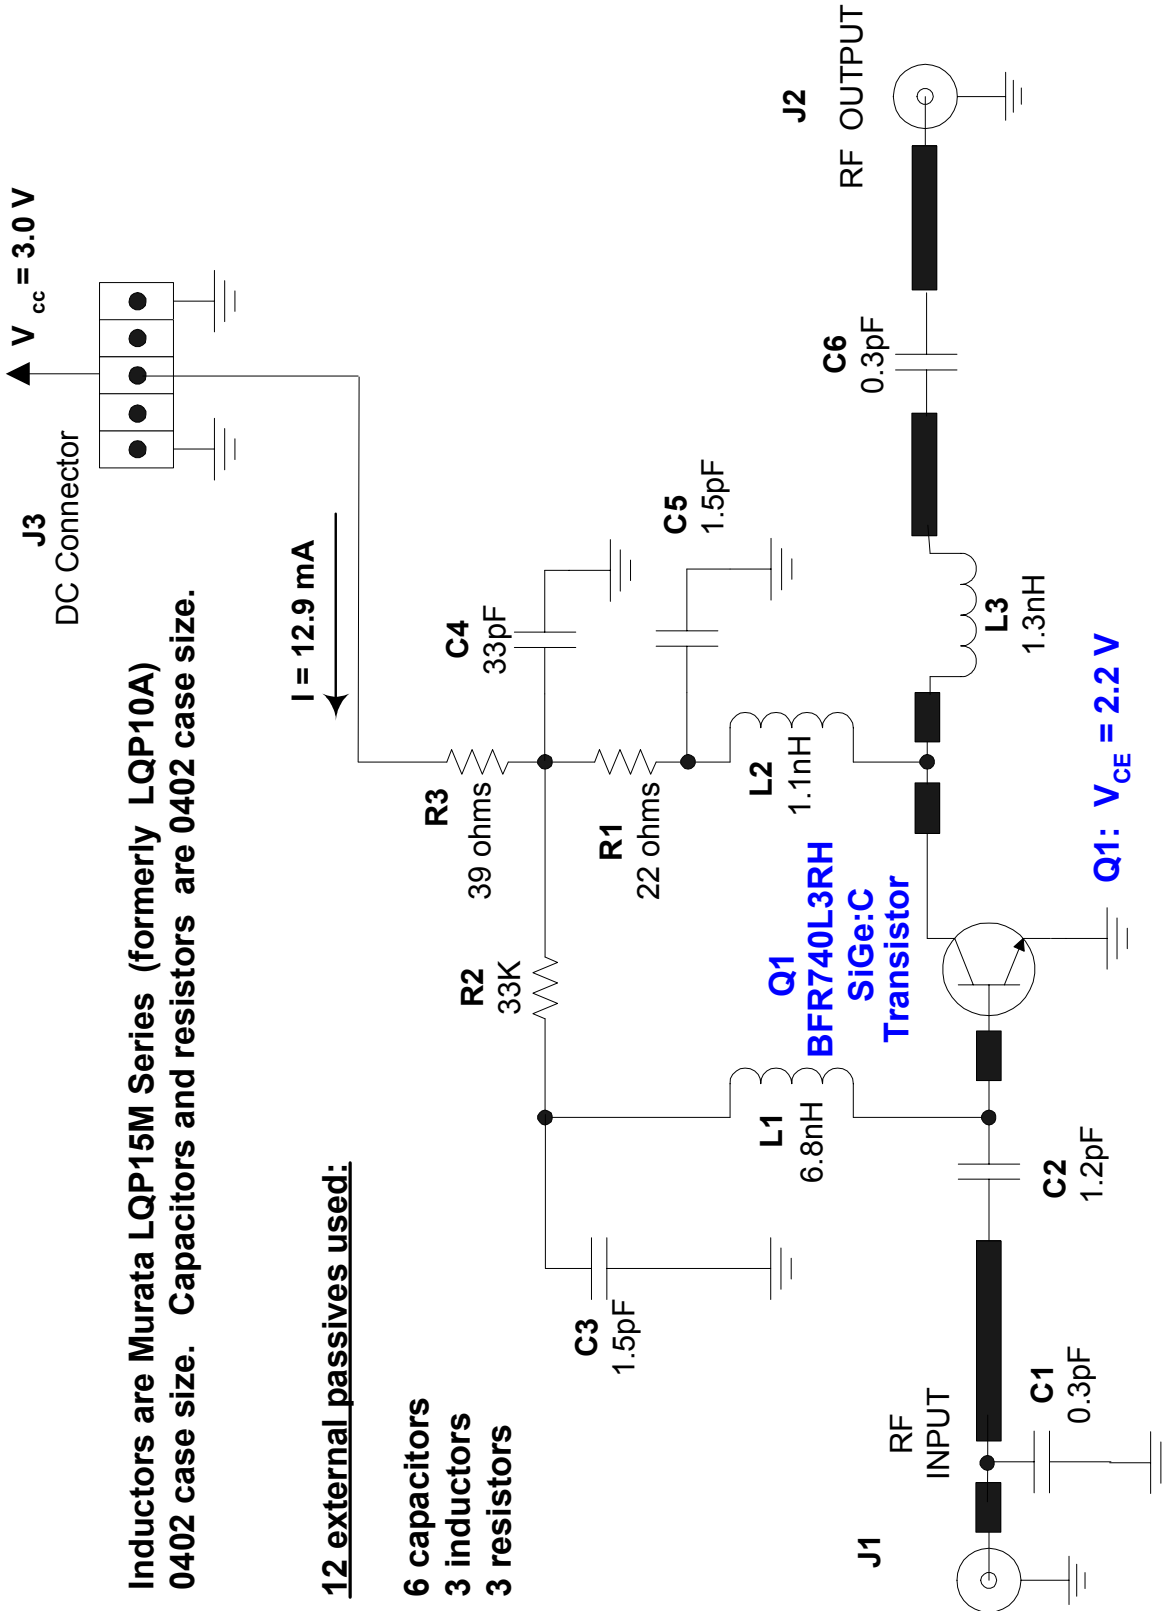 Inductors are Murata LQP15M Series (formerly LQP10A)
0402 case size. Capacitors and resistors are 0402 case size.
12 external passives used:
6 capacitors
3 inductors
3 resistors
J3
DC Connector
V cc = 3.0 V
I = 12.9 mA
R3
39 ohms
C4
33pF
R2
33K
R1
22 ohms
C5
1.5pF
C3
1.5pF
L1
6.8nH
L2
1.1nH
Q1
BFR740L3RH
SiGe:C
Transistor
J2
RF OUTPUT
C6
0.3pF
L3
1.3nH
J1
RF
INPUT
C1
0.3pF
C2
1.2pF
Q1: VCE = 2.2 V